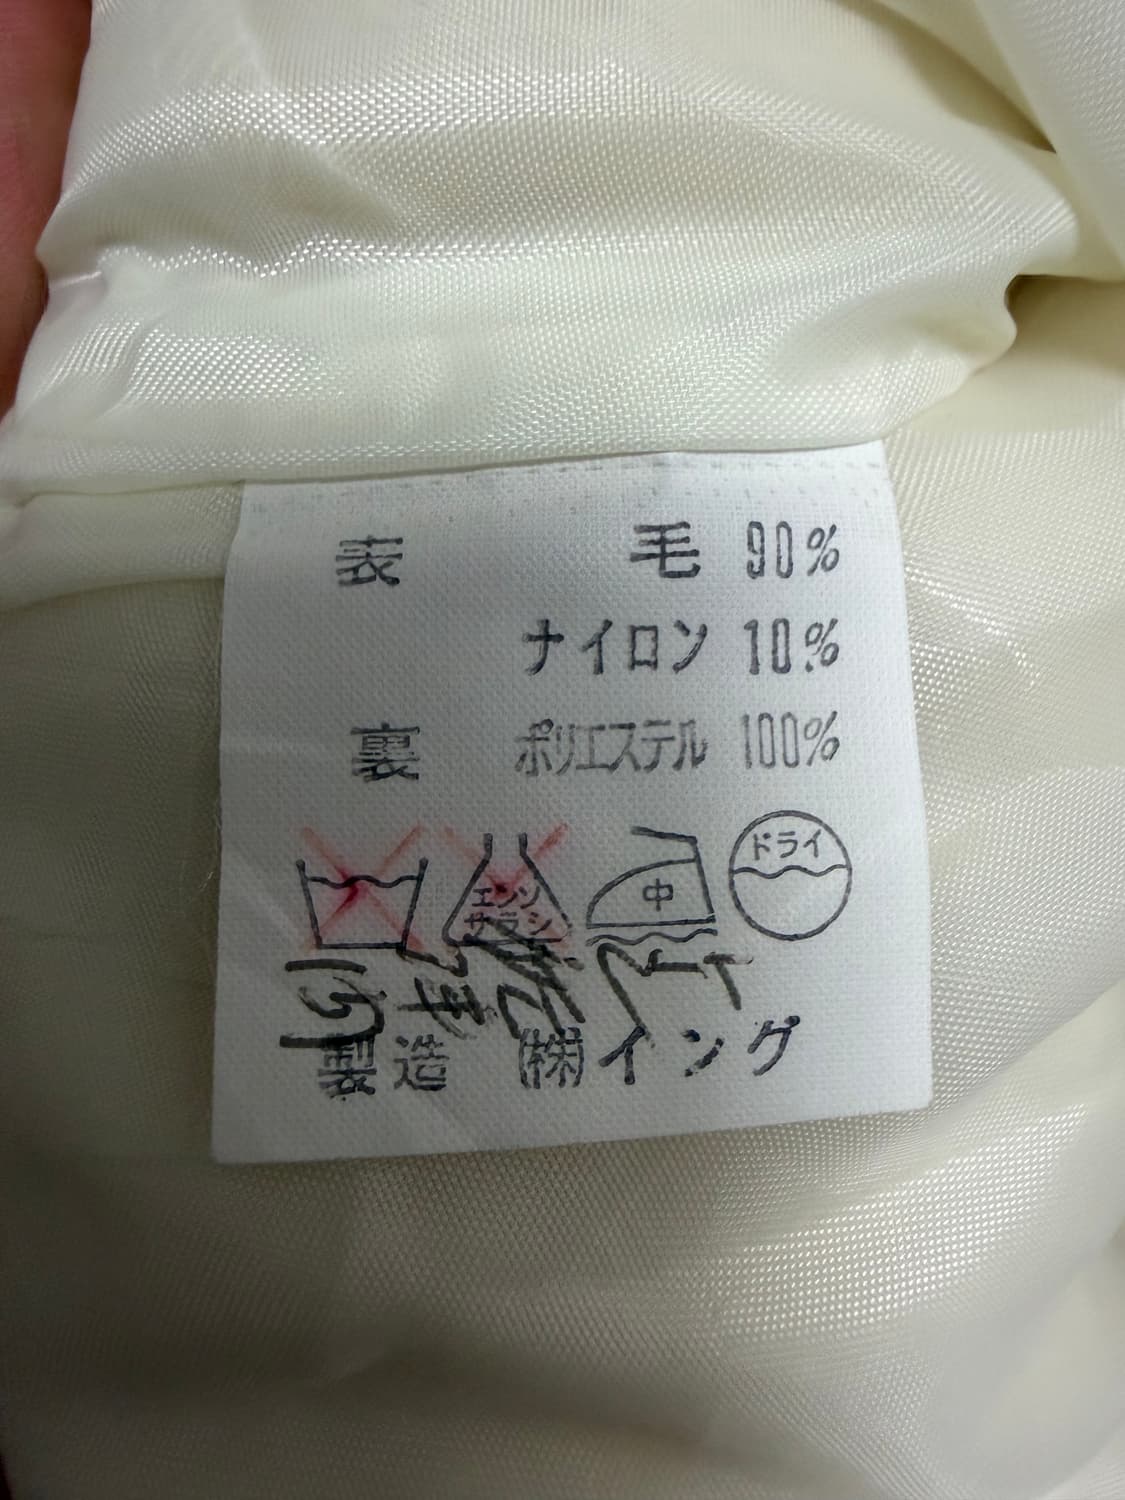 表 毛 90%
ナイロン 10%
裏 ポリエステル 100%
エンソ サラシ 中 ドライ
製造 ㈱イング